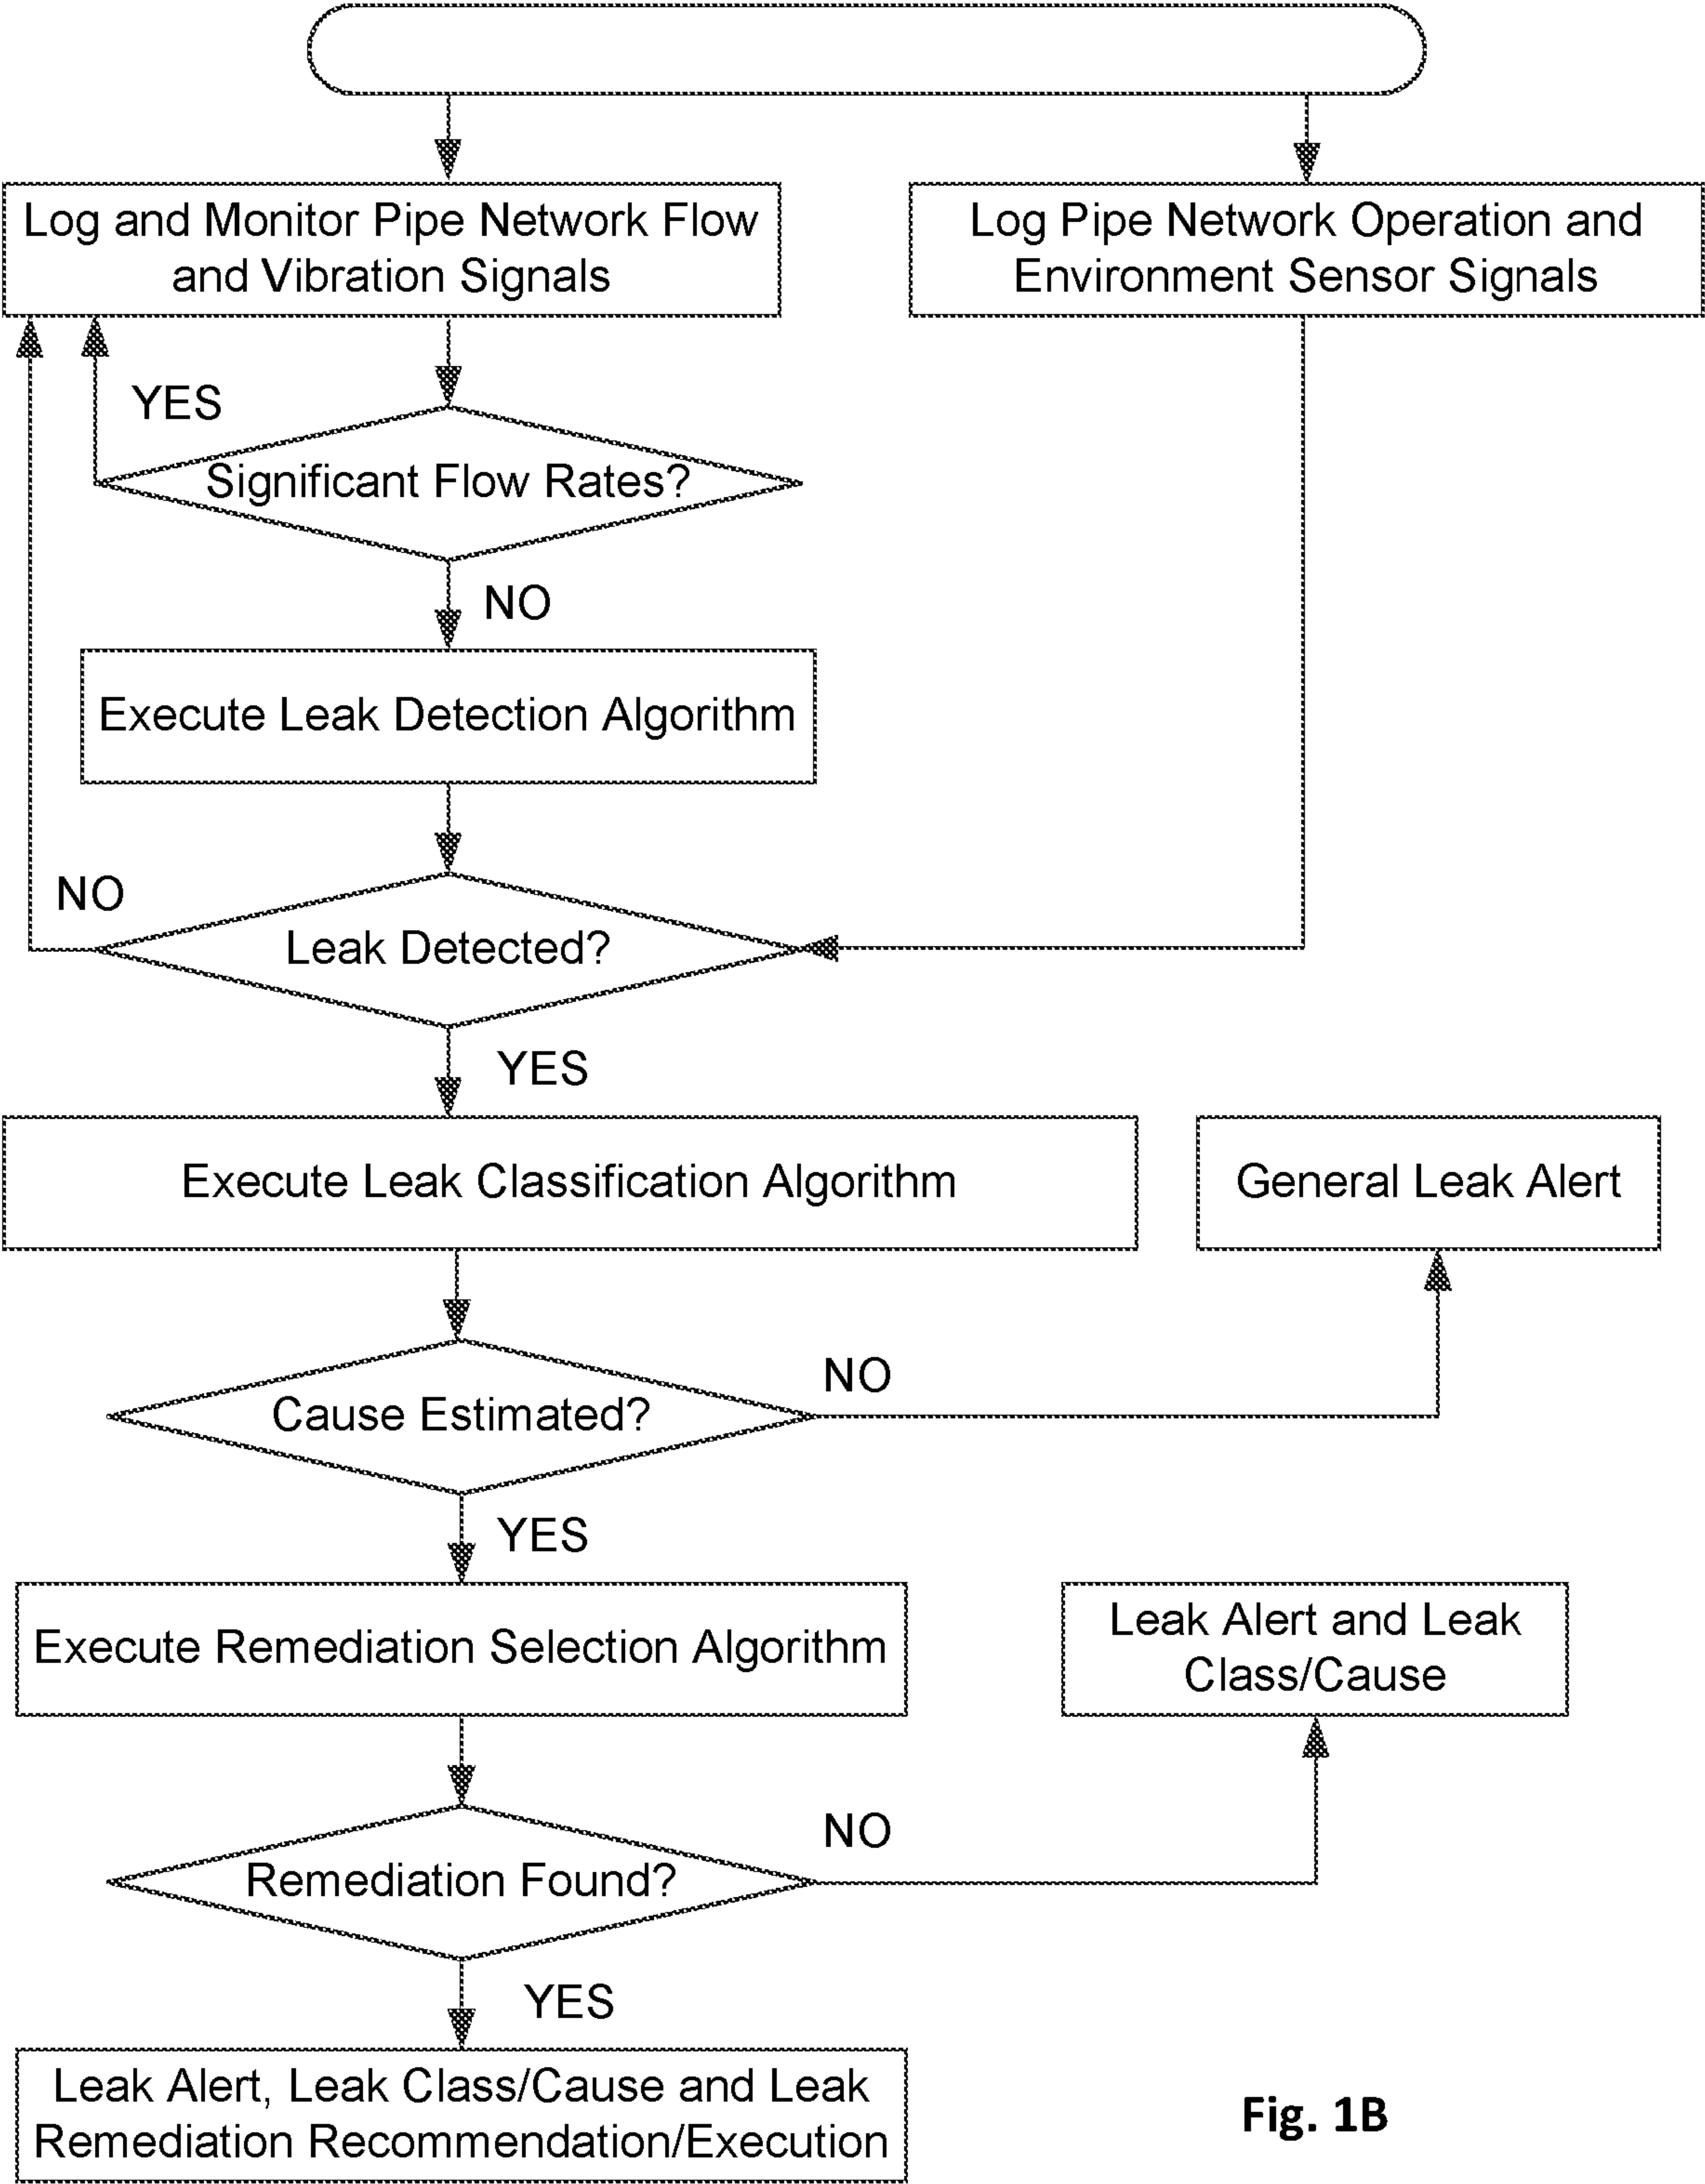 Log and Monitor Pipe Network Flow
and Vibration Signals
Log Pipe Network Operation and
Environment Sensor Signals
YES
Significant Flow Rates?
NO
Execute Leak Detection Algorithm
NO
Leak Detected?
YES
Execute Leak Classification Algorithm
General Leak Alert
NO
Cause Estimated?
YES
Execute Remediation Selection Algorithm
Leak Alert and Leak
Class/Cause
NO
Remediation Found?
YES
Leak Alert, Leak Class/Cause and Leak
Remediation Recommendation/Execution
Fig. 1B